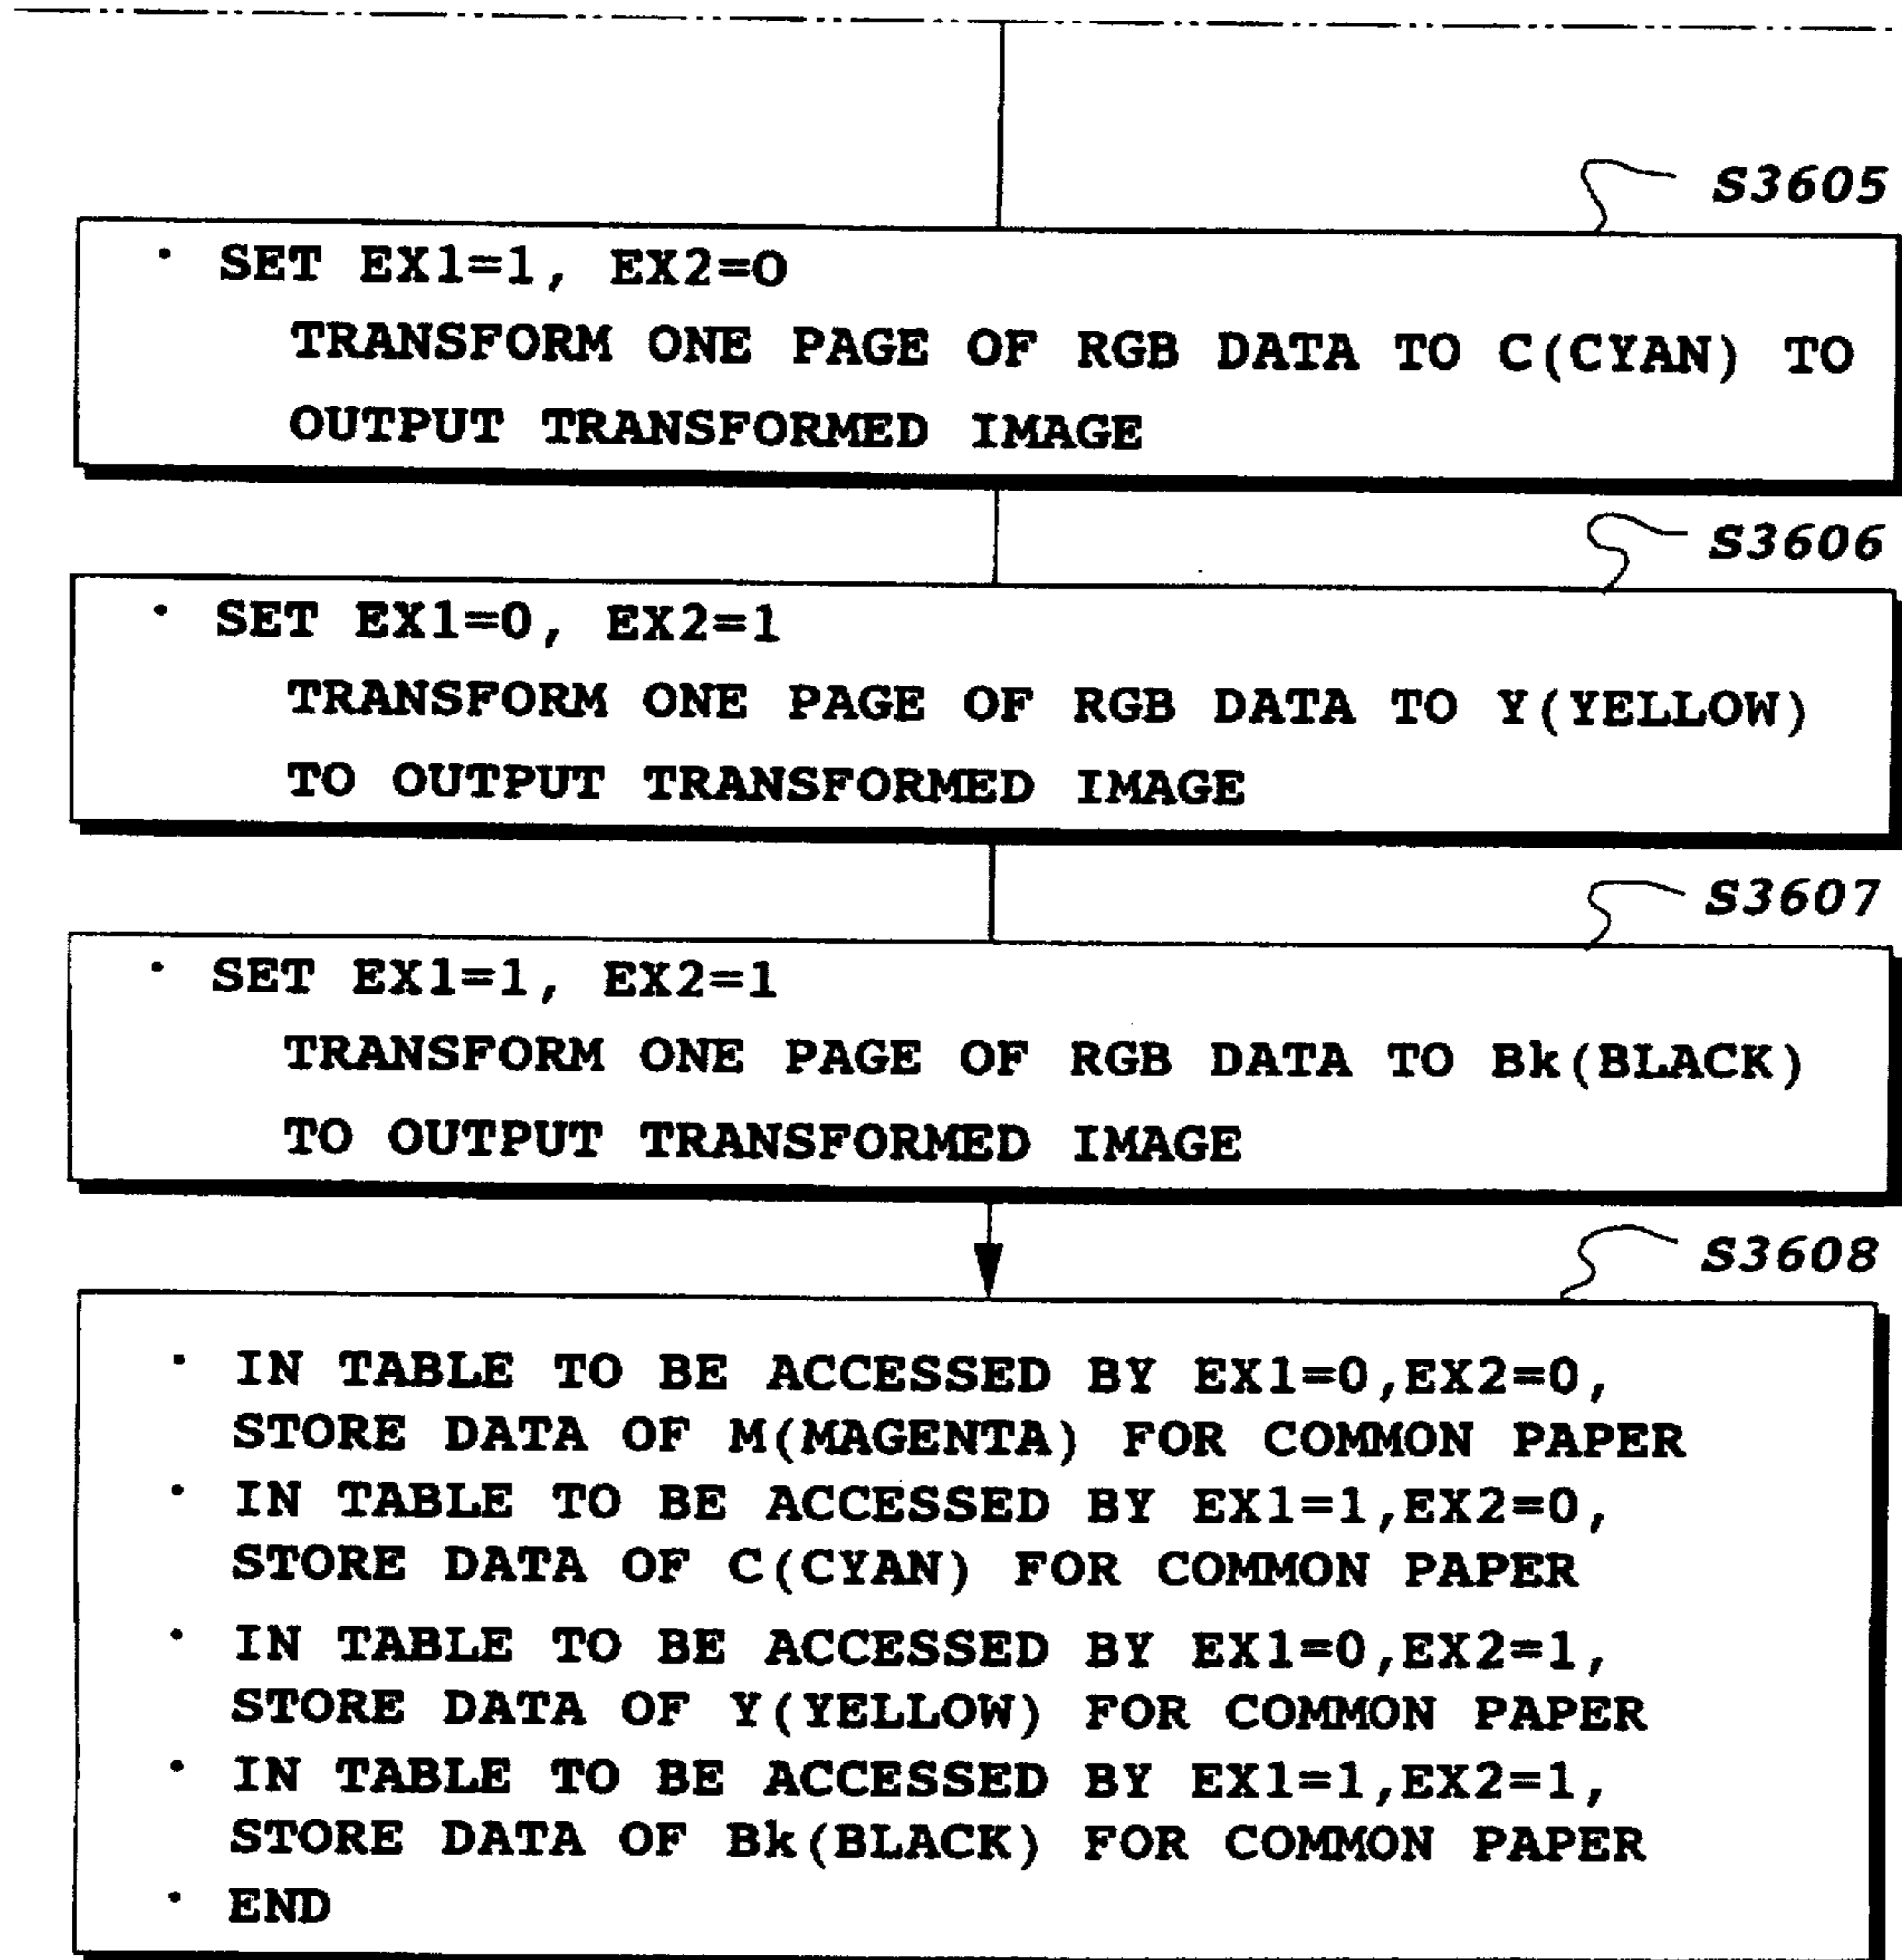 S3605
· SET EX1=1, EX2=0
TRANSFORM ONE PAGE OF RGB DATA TO C(CYAN) TO
OUTPUT TRANSFORMED IMAGE
S3606
· SET EX1=0, EX2=1
TRANSFORM ONE PAGE OF RGB DATA TO Y(YELLOW)
TO OUTPUT TRANSFORMED IMAGE
S3607
· SET EX1=1, EX2=1
TRANSFORM ONE PAGE OF RGB DATA TO Bk(BLACK)
TO OUTPUT TRANSFORMED IMAGE
S3608
· IN TABLE TO BE ACCESSED BY EX1=0,EX2=0,
STORE DATA OF M(MAGENTA) FOR COMMON PAPER
· IN TABLE TO BE ACCESSED BY EX1=1,EX2=0,
STORE DATA OF C(CYAN) FOR COMMON PAPER
· IN TABLE TO BE ACCESSED BY EX1=0,EX2=1,
STORE DATA OF Y(YELLOW) FOR COMMON PAPER
· IN TABLE TO BE ACCESSED BY EX1=1,EX2=1,
STORE DATA OF Bk(BLACK) FOR COMMON PAPER
· END